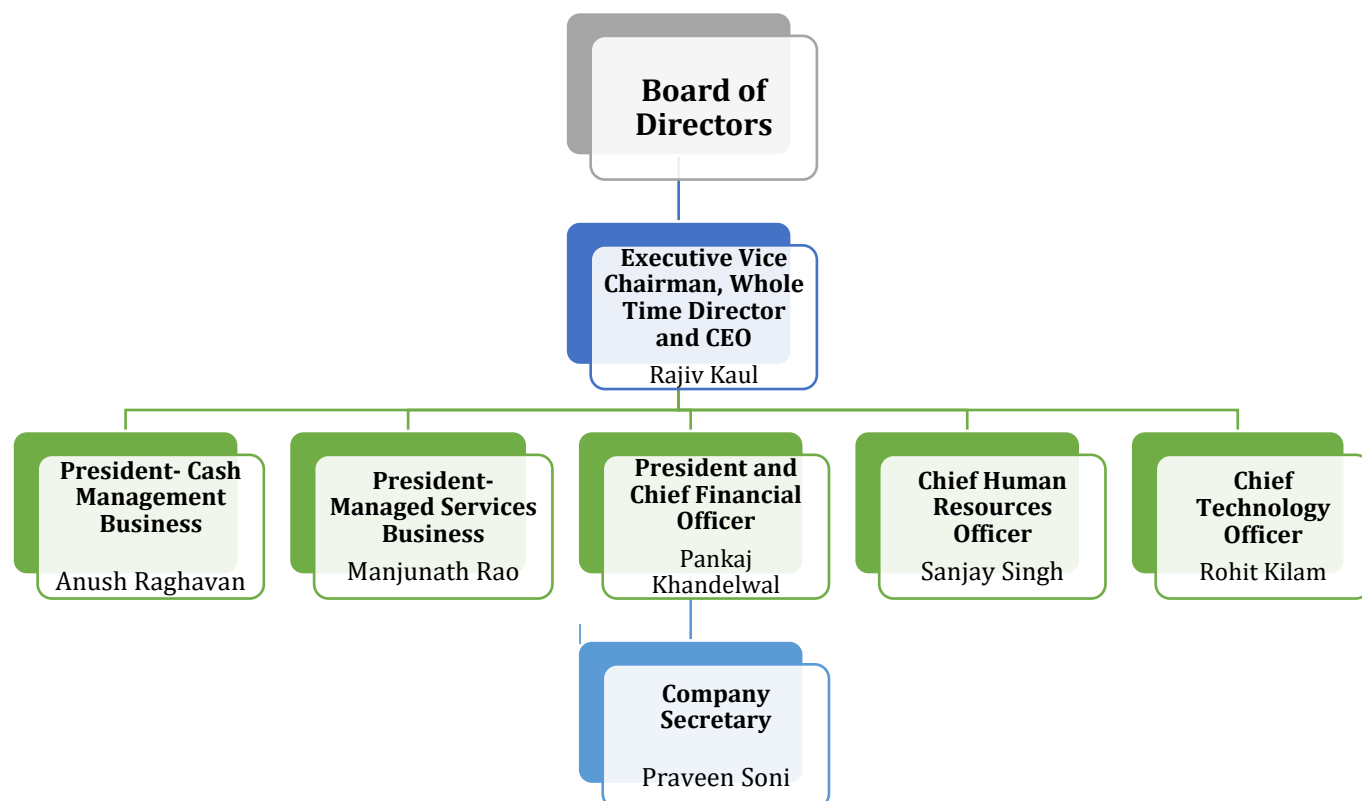 Board of
Directors
Executive Vice
Chairman, Whole
Time Director
and CEO
Rajiv Kaul
President- Cash
Management
Business
Anush Raghavan
President-
Managed Services
Business
Manjunath Rao
President and
Chief Financial
Officer
Pankaj
Khandelwal
Chief Human
Resources
Officer
Sanjay Singh
Chief
Technology
Officer
Rohit Kilam
Company
Secretary
Praveen Soni